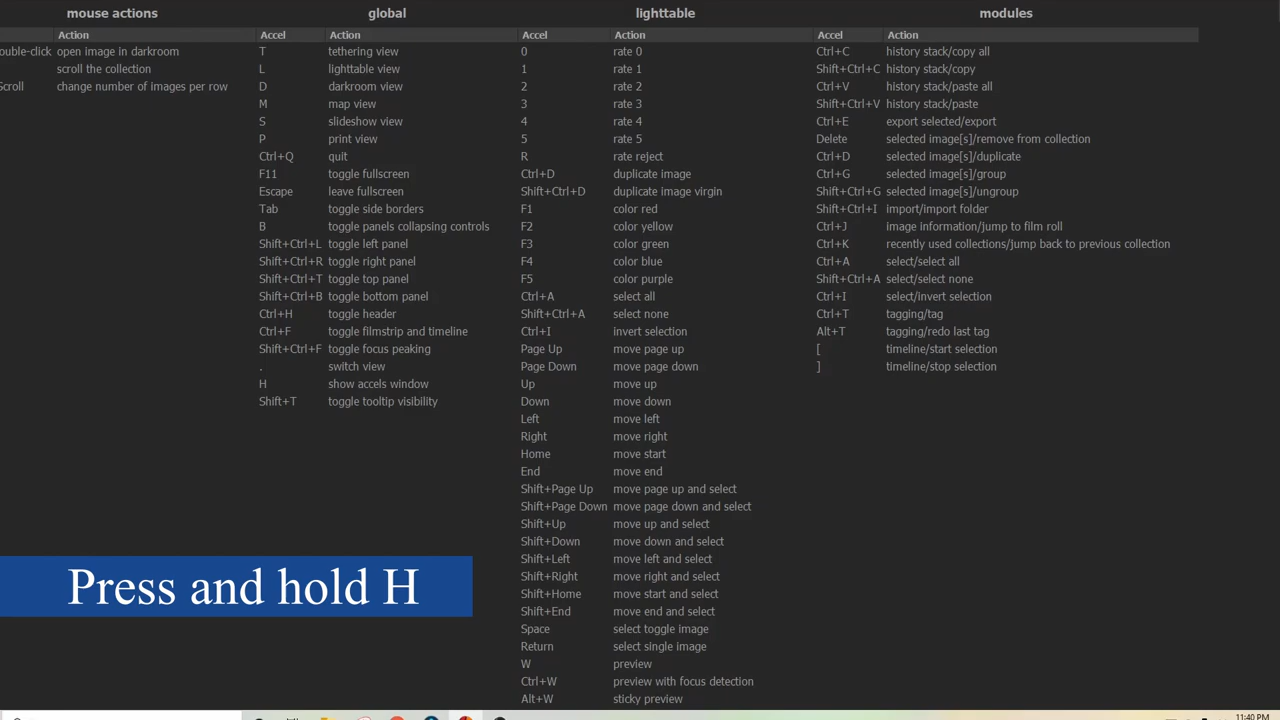 mouse actions
Action
ouble-click open image in darkroom
scroll the collection
Scroll change number of images per row
global
Accel Action
T tethering view
L lighttable view
D darkroom view
M map view
S slideshow view
P print view
Ctrl+Q quit
F11 toggle fullscreen
Escape leave fullscreen
Tab toggle side borders
B toggle panels collapsing controls
Shift+Ctrl+L toggle left panel
Shift+Ctrl+R toggle right panel
Shift+Ctrl+T toggle top panel
Shift+Ctrl+B toggle bottom panel
Ctrl+H toggle header
Ctrl+F toggle filmstrip and timeline
Shift+Ctrl+F toggle focus peaking
. switch view
H show accels window
Shift+T toggle tooltip visibility
lighttable
Accel Action
0 rate 0
1 rate 1
2 rate 2
3 rate 3
4 rate 4
5 rate 5
R rate reject
Ctrl+D duplicate image
Shift+Ctrl+D duplicate image virgin
F1 color red
F2 color yellow
F3 color green
F4 color blue
F5 color purple
Ctrl+A select all
Shift+Ctrl+A select none
Ctrl+I invert selection
Page Up move page up
Page Down move page down
Up move up
Down move down
Left move left
Right move right
Home move start
End move end
Shift+Page Up move page up and select
Shift+Page Down move page down and select
Shift+Up move up and select
Shift+Down move down and select
Shift+Left move left and select
Shift+Right move right and select
Shift+Home move start and select
Shift+End move end and select
Space select toggle image
Return select single image
W preview
Ctrl+W preview with focus detection
Alt+W sticky preview
modules
Accel Action
Ctrl+C history stack/copy all
Shift+Ctrl+C history stack/copy
Ctrl+V history stack/paste all
Shift+Ctrl+V history stack/paste
Ctrl+E export selected/export
Delete selected image[s]/remove from collection
Ctrl+D selected image[s]/duplicate
Ctrl+G selected image[s]/group
Shift+Ctrl+G selected image[s]/ungroup
Shift+Ctrl+I import/import folder
Ctrl+J image information/jump to film roll
Ctrl+K recently used collections/jump back to previous collection
Ctrl+A select/select all
Shift+Ctrl+A select/select none
Ctrl+I select/invert selection
Ctrl+T tagging/tag
Alt+T tagging/redo last tag
[ timeline/start selection
] timeline/stop selection
Press and hold H
11:40 PM